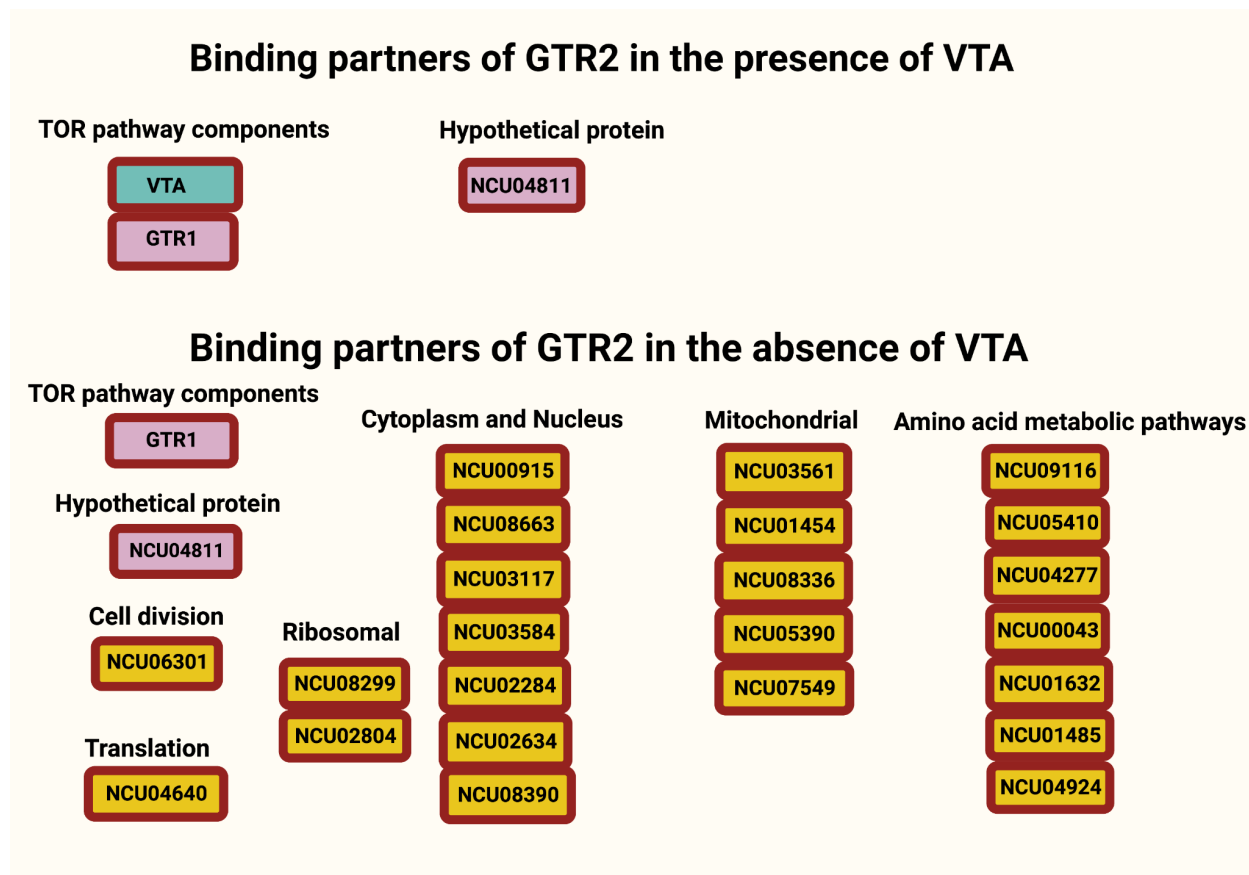 Binding partners of GTR2 in the presence of VTA
TOR pathway components
VTA
GTR1
Hypothetical protein
NCU04811
Binding partners of GTR2 in the absence of VTA
TOR pathway components
GTR1
Hypothetical protein
NCU04811
Cell division
NCU06301
Translation
NCU04640
Ribosomal
NCU08299
NCU02804
Cytoplasm and Nucleus
NCU00915
NCU08663
NCU03117
NCU03584
NCU02284
NCU02634
NCU08390
Mitochondrial
NCU03561
NCU01454
NCU08336
NCU05390
NCU07549
Amino acid metabolic pathways
NCU09116
NCU05410
NCU04277
NCU00043
NCU01632
NCU01485
NCU04924